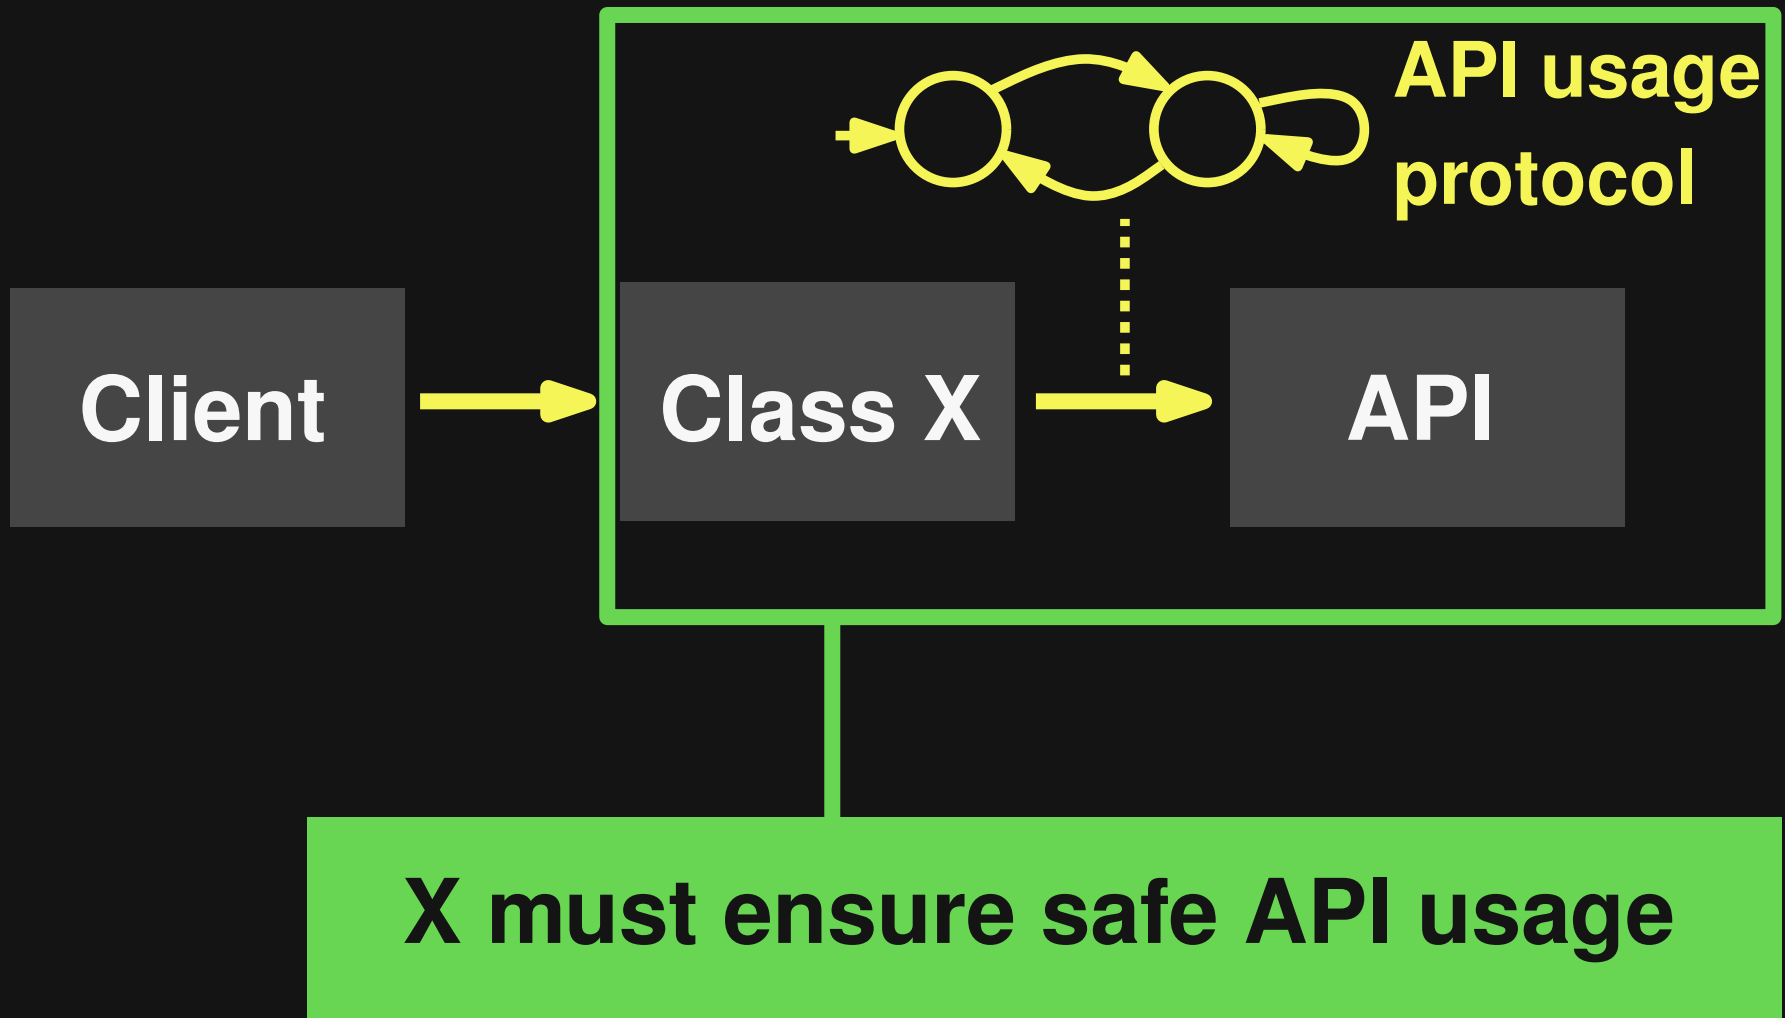 API usage
protocol
Client
Class X
API
X must ensure safe API usage